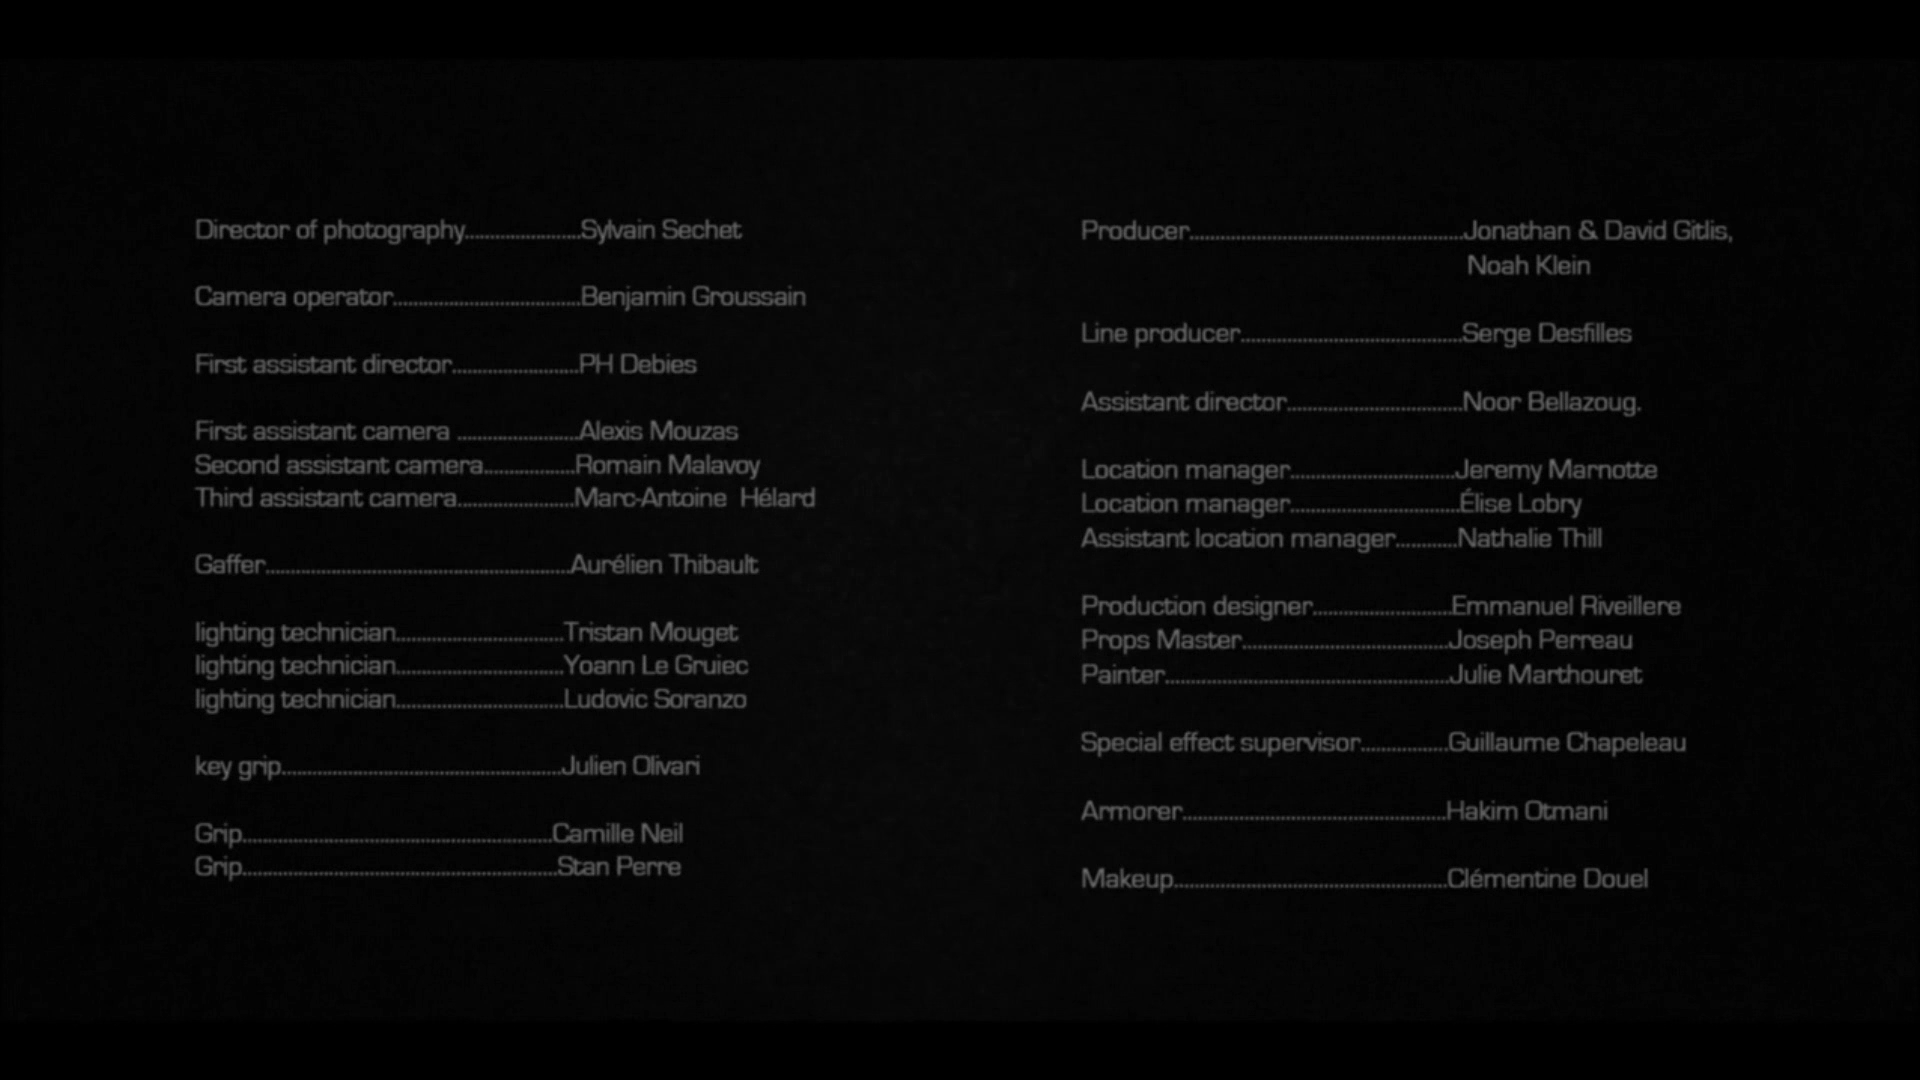 Director of photography......................Sylvain Sechet
Camera operator....................................Benjamin Groussain
First assistant director........................PH Debies
First assistant camera .......................Alexis Mouzas
Second assistant camera.................Romain Malavoy
Third assistant camera......................Marc-Antoine  Hélard
Gaffer..........................................................Aurélien Thibault
lighting technician................................Tristan Mouget
lighting technician................................Yoann Le Gruiec
lighting technician................................Ludovic Soranzo
key grip.....................................................Julien Olivari
Grip...........................................................Camille Neil
Grip............................................................Stan Perre
Producer....................................................Jonathan & David Gitlis,
Noah Klein
Line producer..........................................Serge Desfilles
Assistant director.................................Noor Bellazoug.
Location manager...............................Jeremy Marnotte
Location manager................................Élise Lobry
Assistant location manager...........Nathalie Thill
Production designer..........................Emmanuel Riveillere
Props Master.......................................Joseph Perreau
Painter......................................................Julie Marthouret
Special effect supervisor................Guillaume Chapeleau
Armorer..................................................Hakim Otmani
Makeup....................................................Clémentine Douel